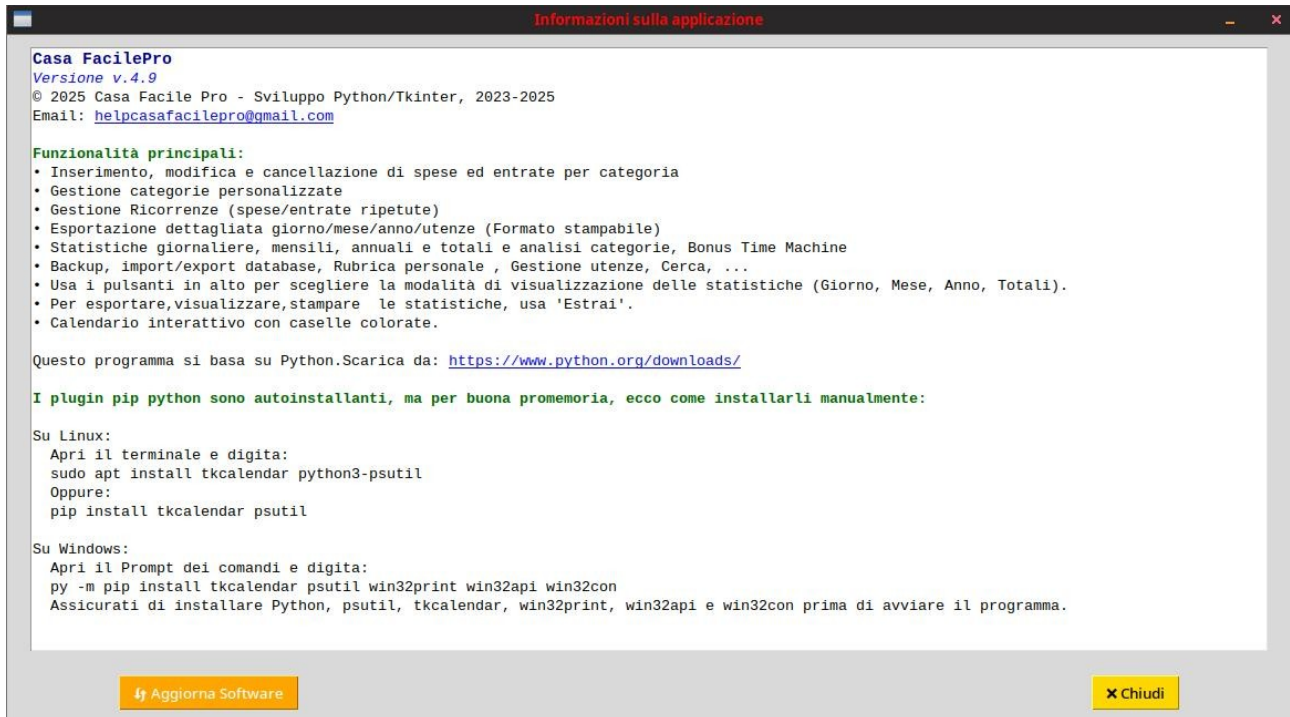 Informazioni sulla applicazione
Casa FacilePro
Versione v.4.9
© 2025 Casa Facile Pro - Sviluppo Python/Tkinter, 2023-2025
Email: helpcasafacilepro@gmail.com
Funzionalità principali:
• Inserimento, modifica e cancellazione di spese ed entrate per categoria
• Gestione categorie personalizzate
• Gestione Ricorrenze (spese/entrate ripetute)
• Esportazione dettagliata giorno/mese/anno/utenze (Formato stampabile)
• Statistiche giornaliere, mensili, annuali e totali e analisi categorie, Bonus Time Machine
• Backup, import/export database, Rubrica personale , Gestione utenze, Cerca, ...
• Usa i pulsanti in alto per scegliere la modalità di visualizzazione delle statistiche (Giorno, Mese, Anno, Totali).
• Per esportare,visualizzare,stampare  le statistiche, usa 'Estrai'.
• Calendario interattivo con caselle colorate.
Questo programma si basa su Python.Scarica da: https://www.python.org/downloads/
I plugin pip python sono autoinstallanti, ma per buona promemoria, ecco come installarli manualmente:
Su Linux:
Apri il terminale e digita:
sudo apt install tkcalendar python3-psutil
Oppure:
pip install tkcalendar psutil
Su Windows:
Apri il Prompt dei comandi e digita:
py -m pip install tkcalendar psutil win32print win32api win32con
Assicurati di installare Python, psutil, tkcalendar, win32print, win32api e win32con prima di avviare il programma.
Aggiorna Software
Chiudi